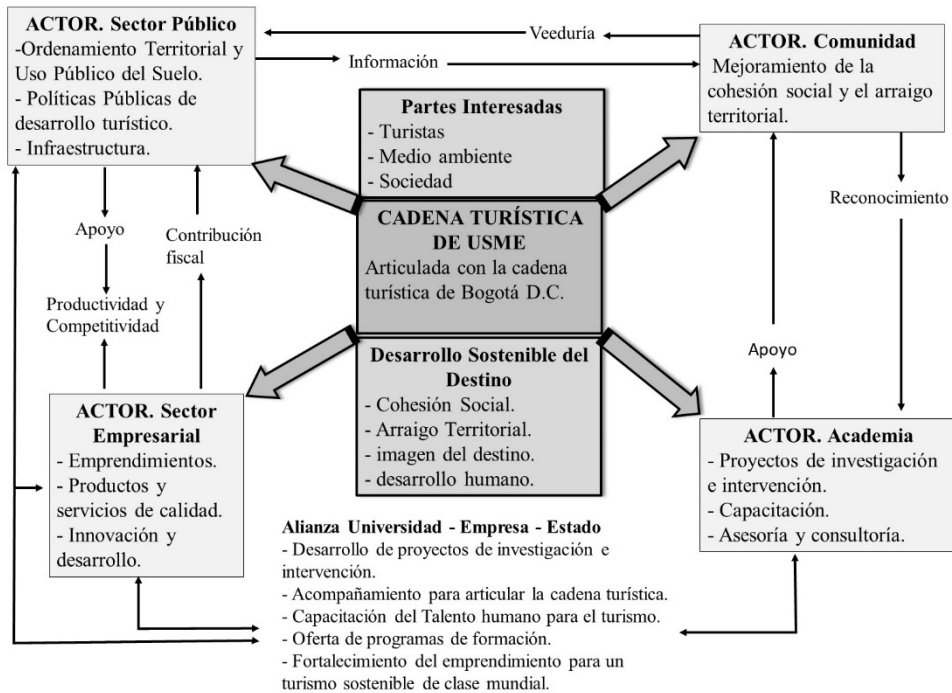 ACTOR. Sector Público
-Ordenamiento Territorial y
Uso Público del Suelo.
- Políticas Públicas de
desarrollo turístico.
- Infraestructura.
Veeduría
Información
ACTOR. Comunidad
Mejoramiento de la
cohesión social y el arraigo
territorial.
Partes Interesadas
- Turistas
- Medio ambiente
- Sociedad
CADENA TURÍSTICA
DE USME
Articulada con la cadena
turística de Bogotá D.C.
Desarrollo Sostenible del
Destino
- Cohesión Social.
- Arraigo Territorial.
- imagen del destino.
- desarrollo humano.
Apoyo
Contribución
fiscal
Productividad y
Competitividad
Reconocimiento
Apoyo
ACTOR. Sector
Empresarial
- Emprendimientos.
- Productos y
servicios de calidad.
- Innovación y
desarrollo.
ACTOR. Academia
- Proyectos de investigación
e intervención.
- Capacitación.
- Asesoría y consultoría.
Alianza Universidad - Empresa - Estado
- Desarrollo de proyectos de investigación e
intervención.
- Acompañamiento para articular la cadena turística.
- Capacitación del Talento humano para el turismo.
- Oferta de programas de formación.
- Fortalecimiento del emprendimiento para un
turismo sostenible de clase mundial.